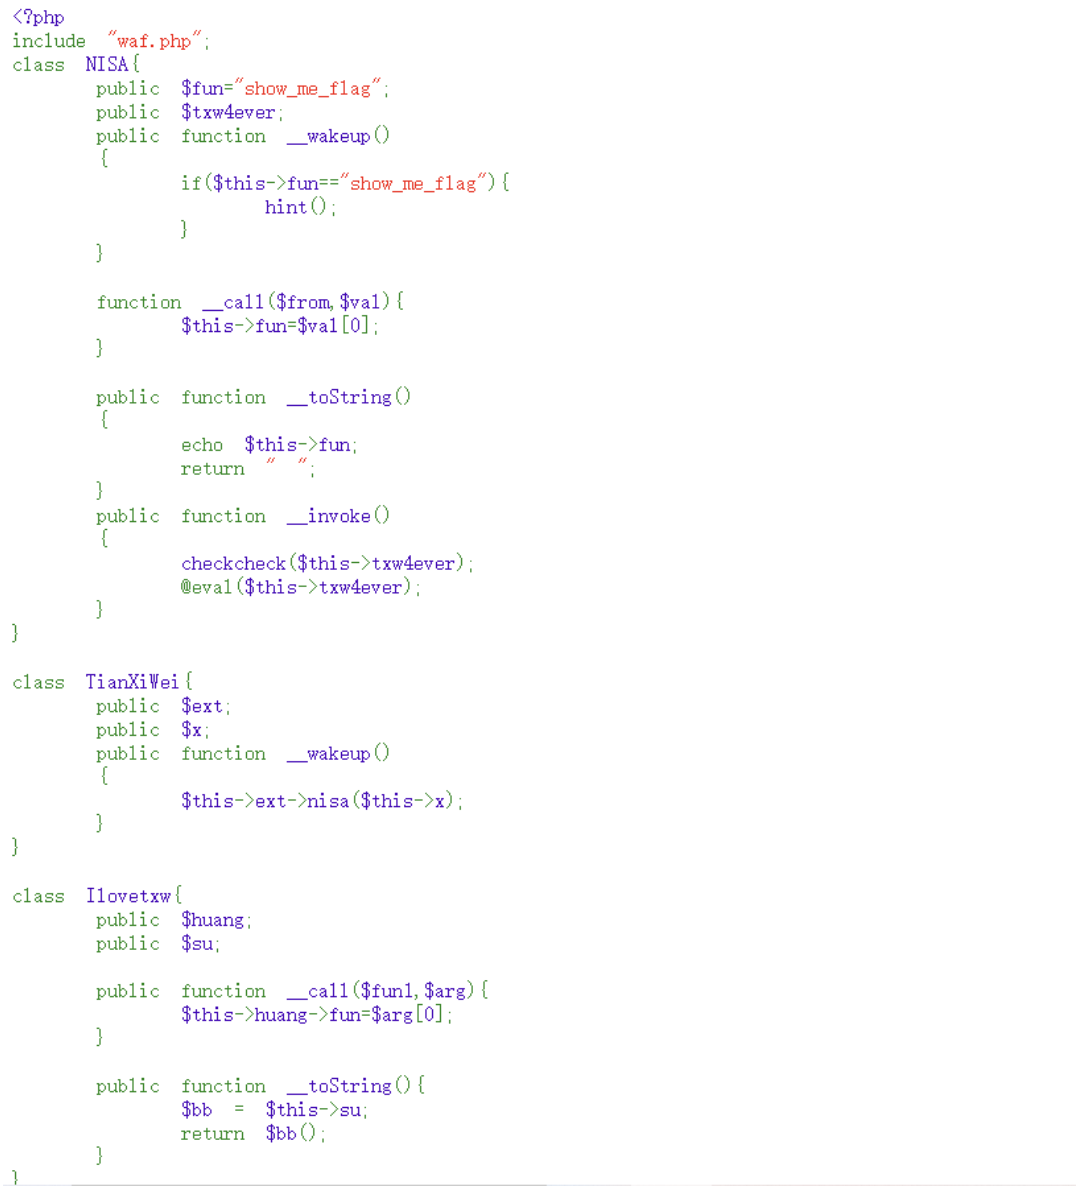 <?php
include "waf.php";
class NISA{
public $fun="show_me_flag";
public $txw4ever;
public function __wakeup()
{
if($this->fun=="show_me_flag"){
hint();
}
}
function __call($from,$val){
$this->fun=$val[0];
}
public function __toString()
{
echo $this->fun;
return " ";
}
public function __invoke()
{
checkcheck($this->txw4ever);
@eval($this->txw4ever);
}
}
class TianXiWei{
public $ext;
public $x;
public function __wakeup()
{
$this->ext->nisa($this->x);
}
}
class Ilovetxw{
public $huang;
public $su;
public function __call($fun1,$arg){
$this->huang->fun=$arg[0];
}
public function __toString(){
$bb = $this->su;
return $bb();
}
}